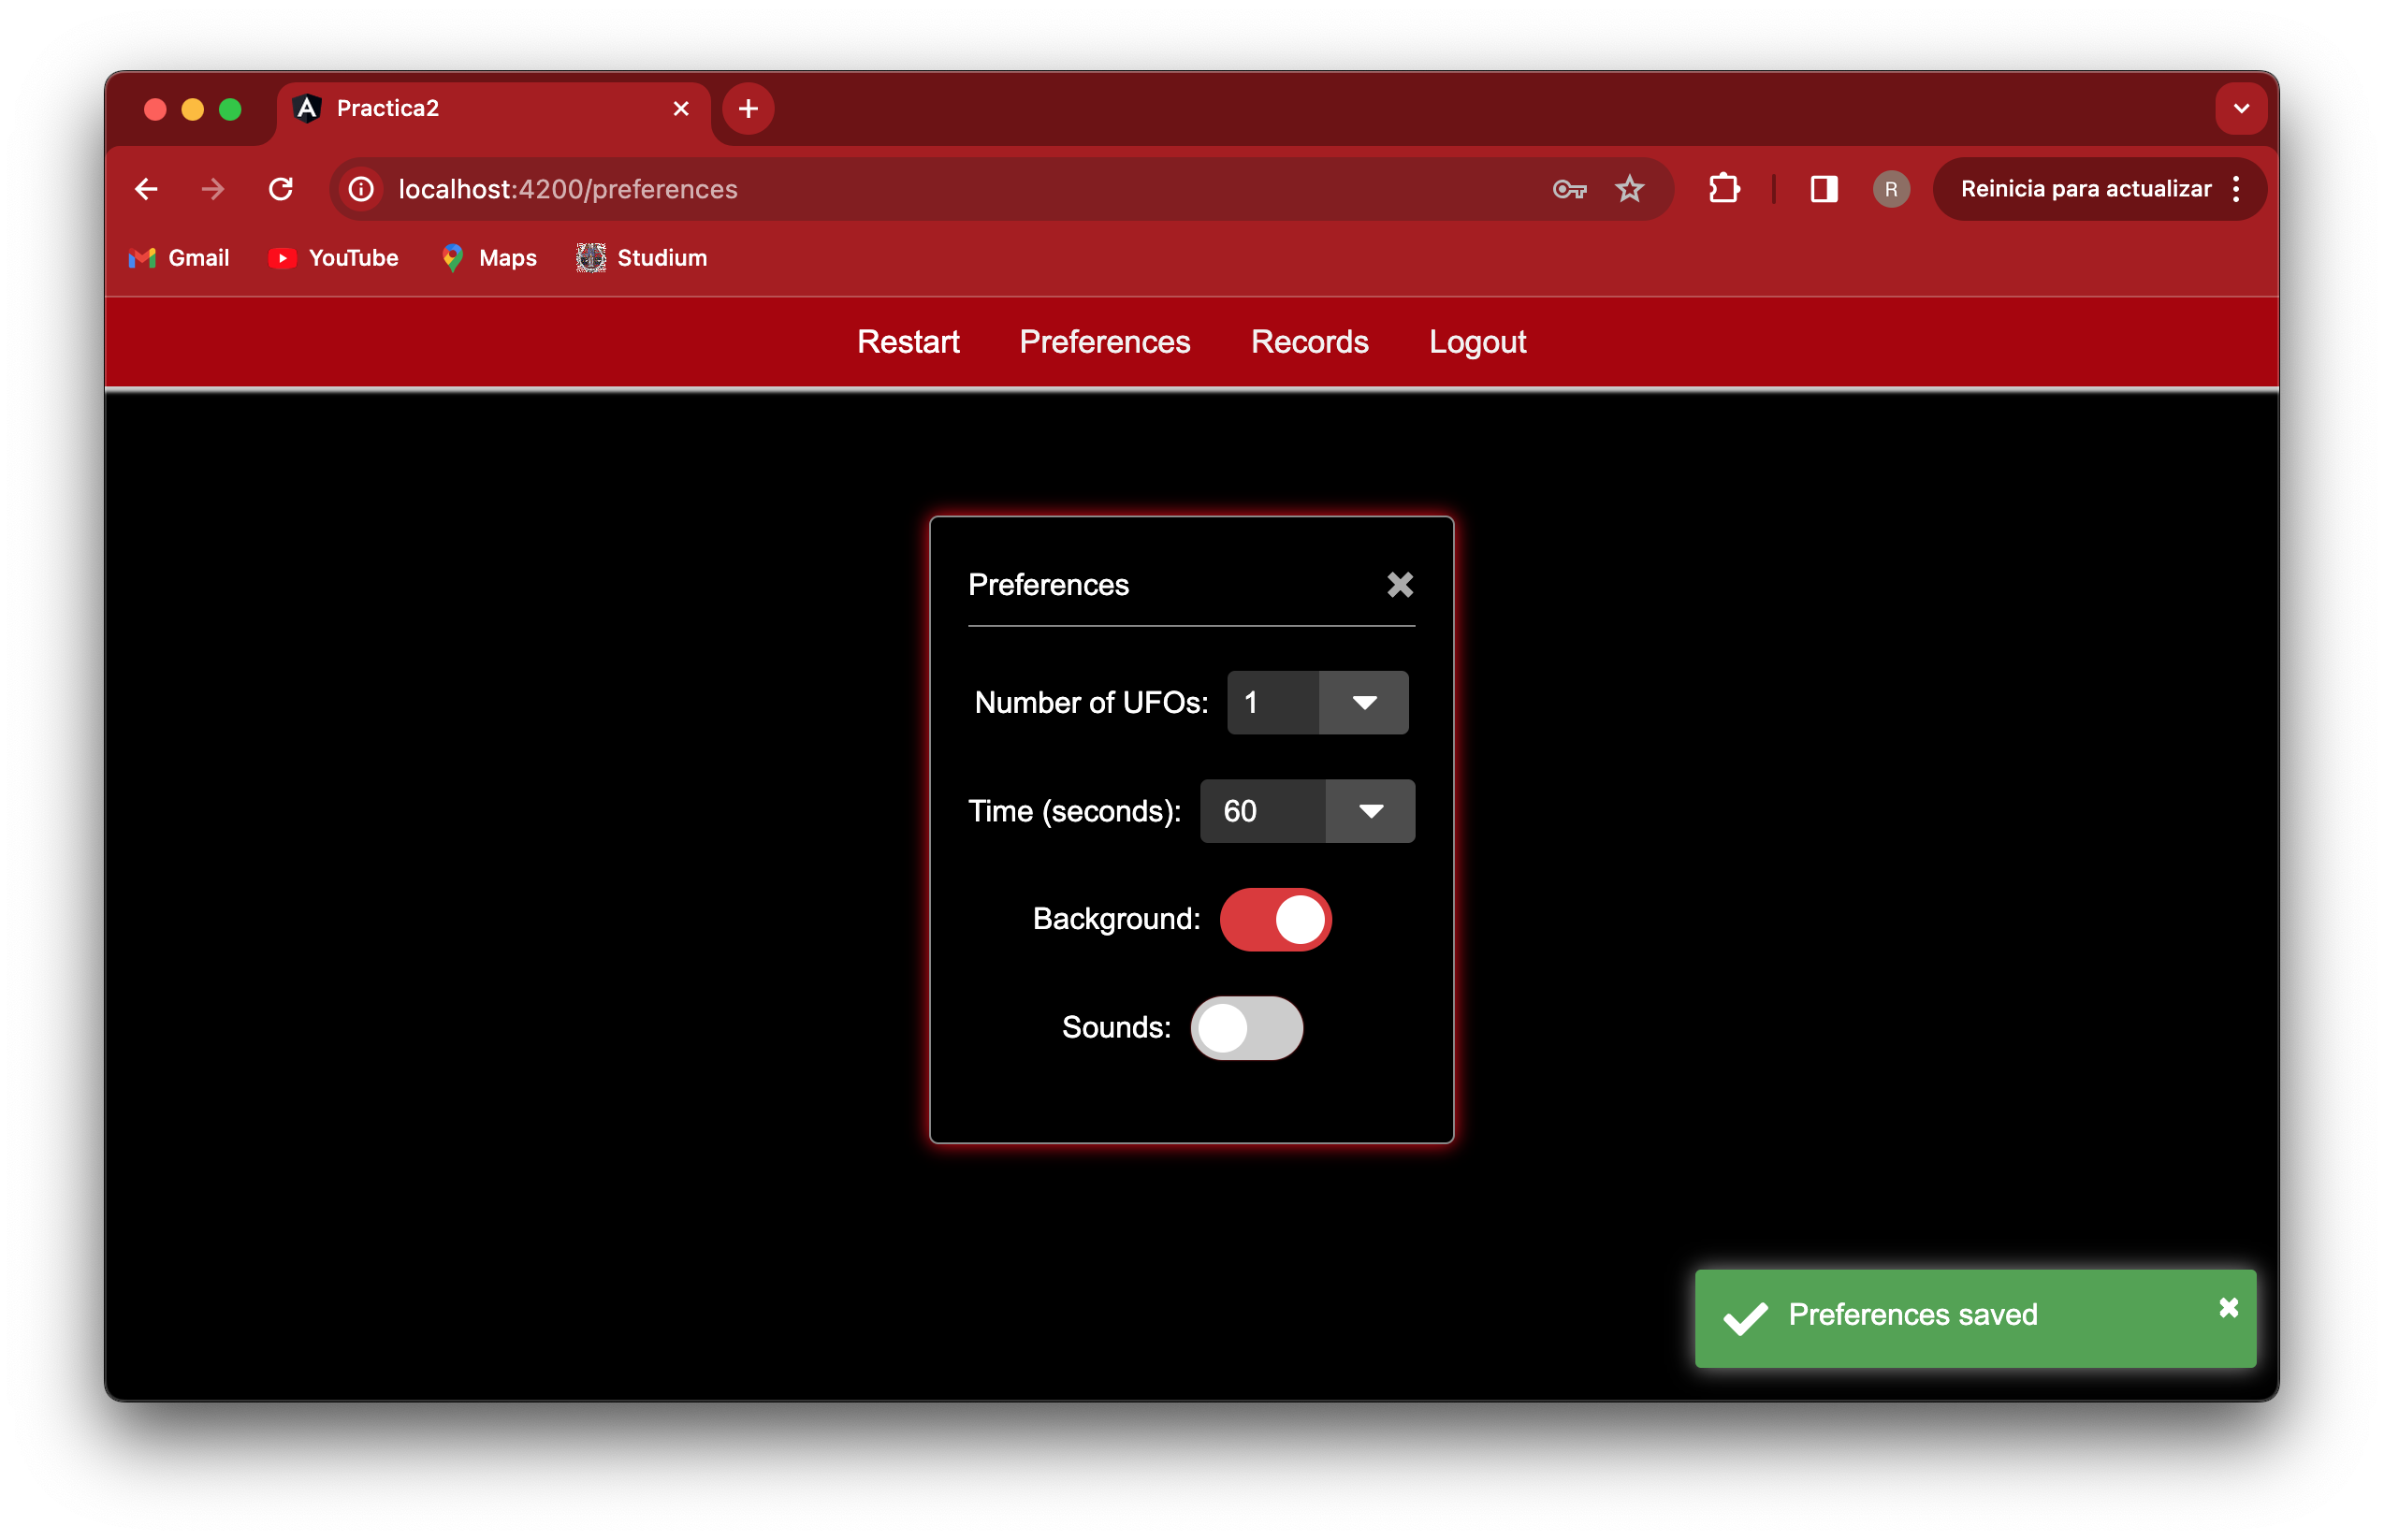 Practica2
localhost:4200/preferences
R
Reinicia para actualizar
Gmail YouTube Maps Studium
Restart Preferences Records Logout
Preferences
Number of UFOs: 1
Time (seconds): 60
Background:
Sounds:
Preferences saved